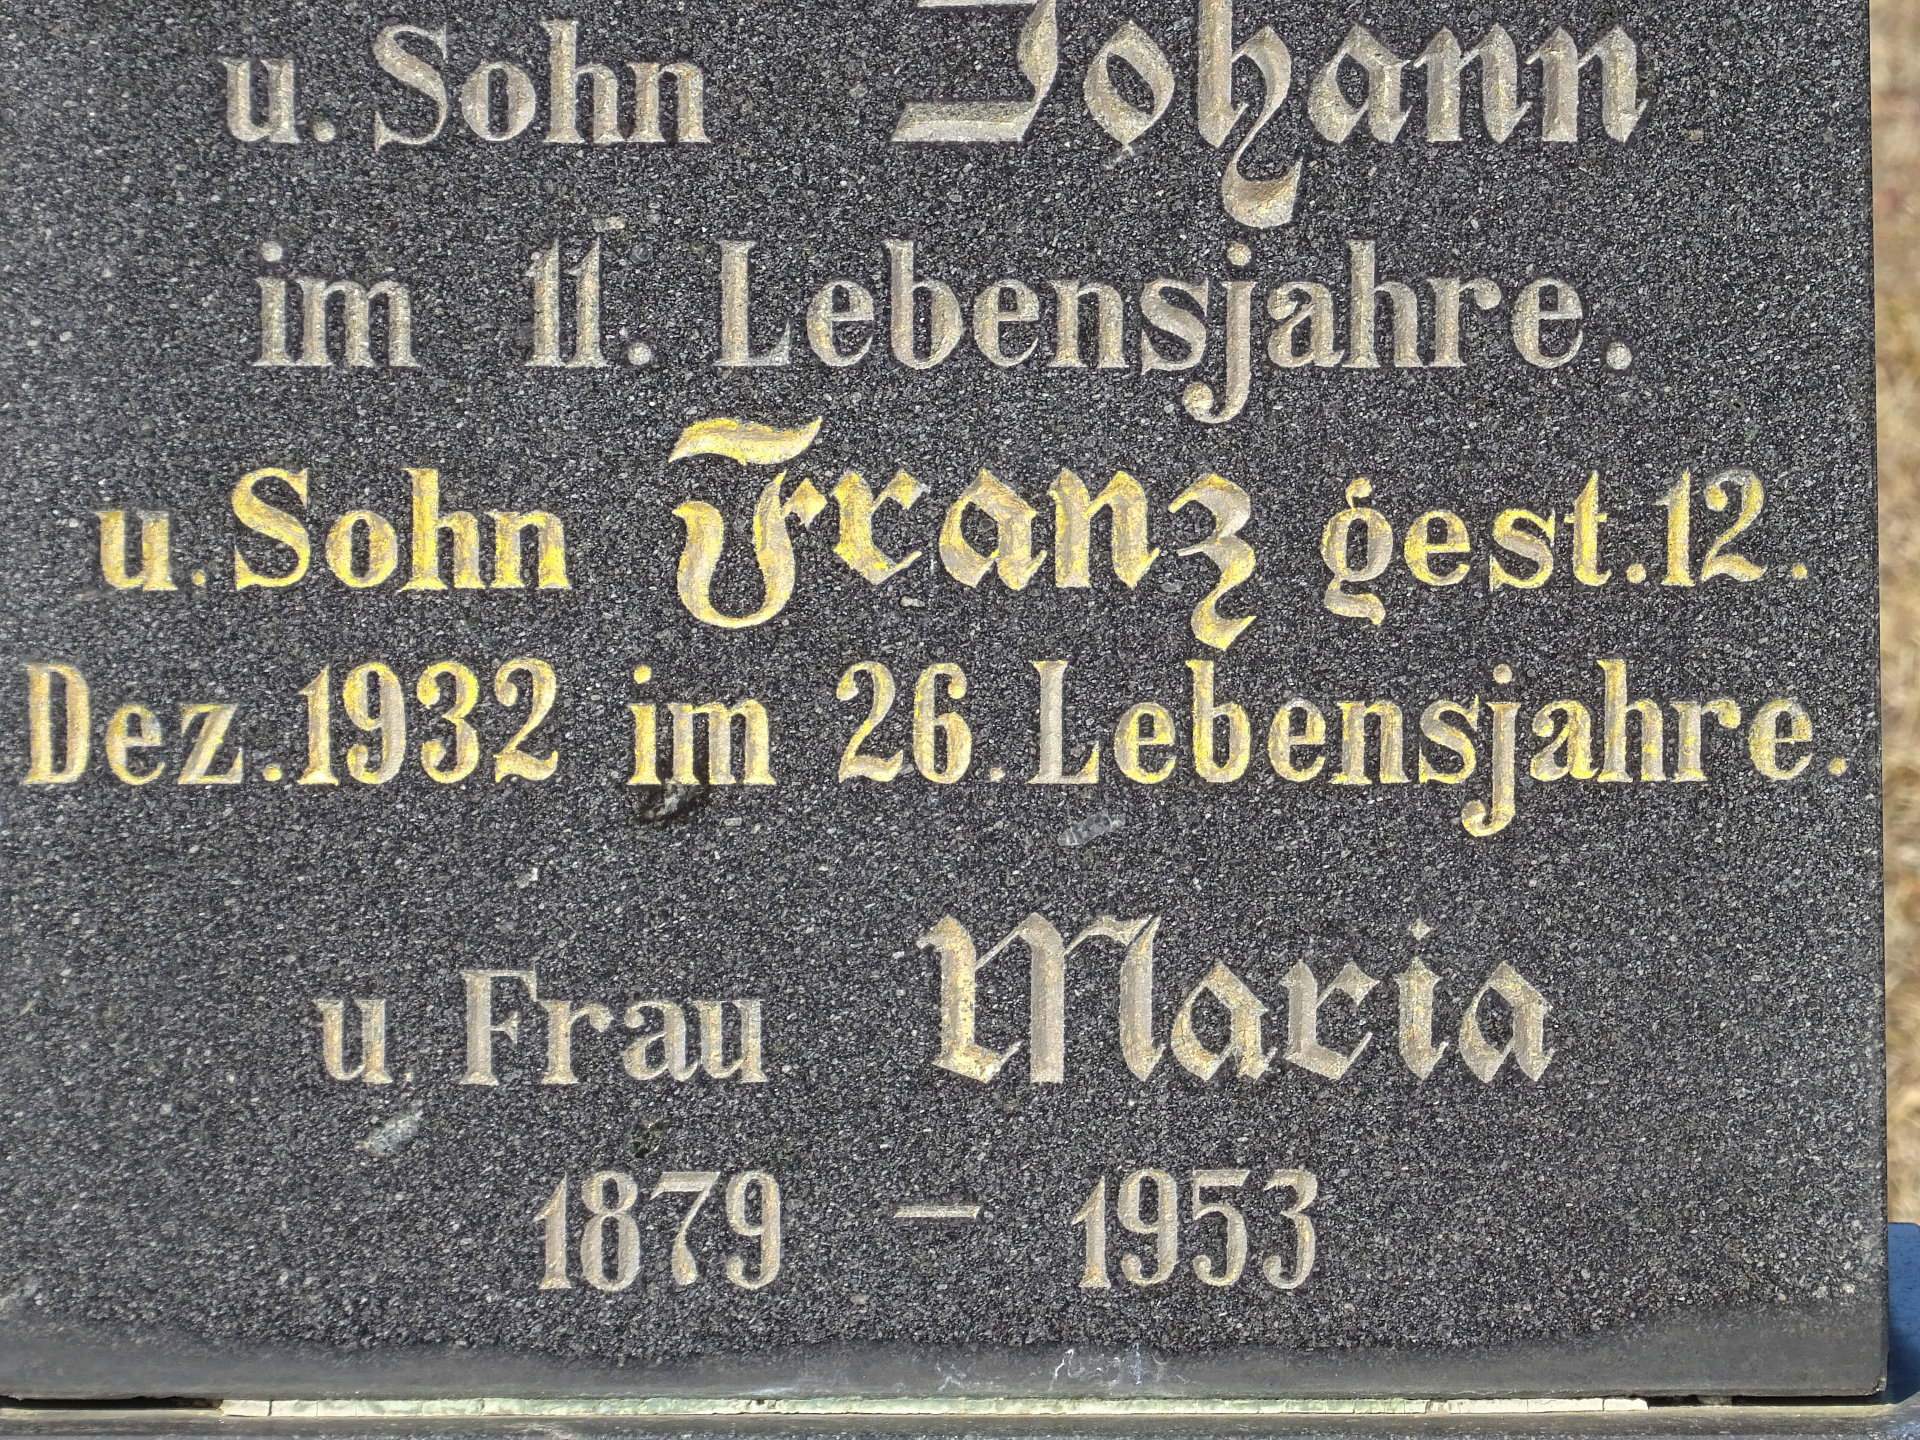 u. Sohn Johann
im 11. Lebensjahre.
u. Sohn Franz gest. 12.
Dez. 1932 im 26. Lebensjahre.
u. Frau Maria
1879 – 1953